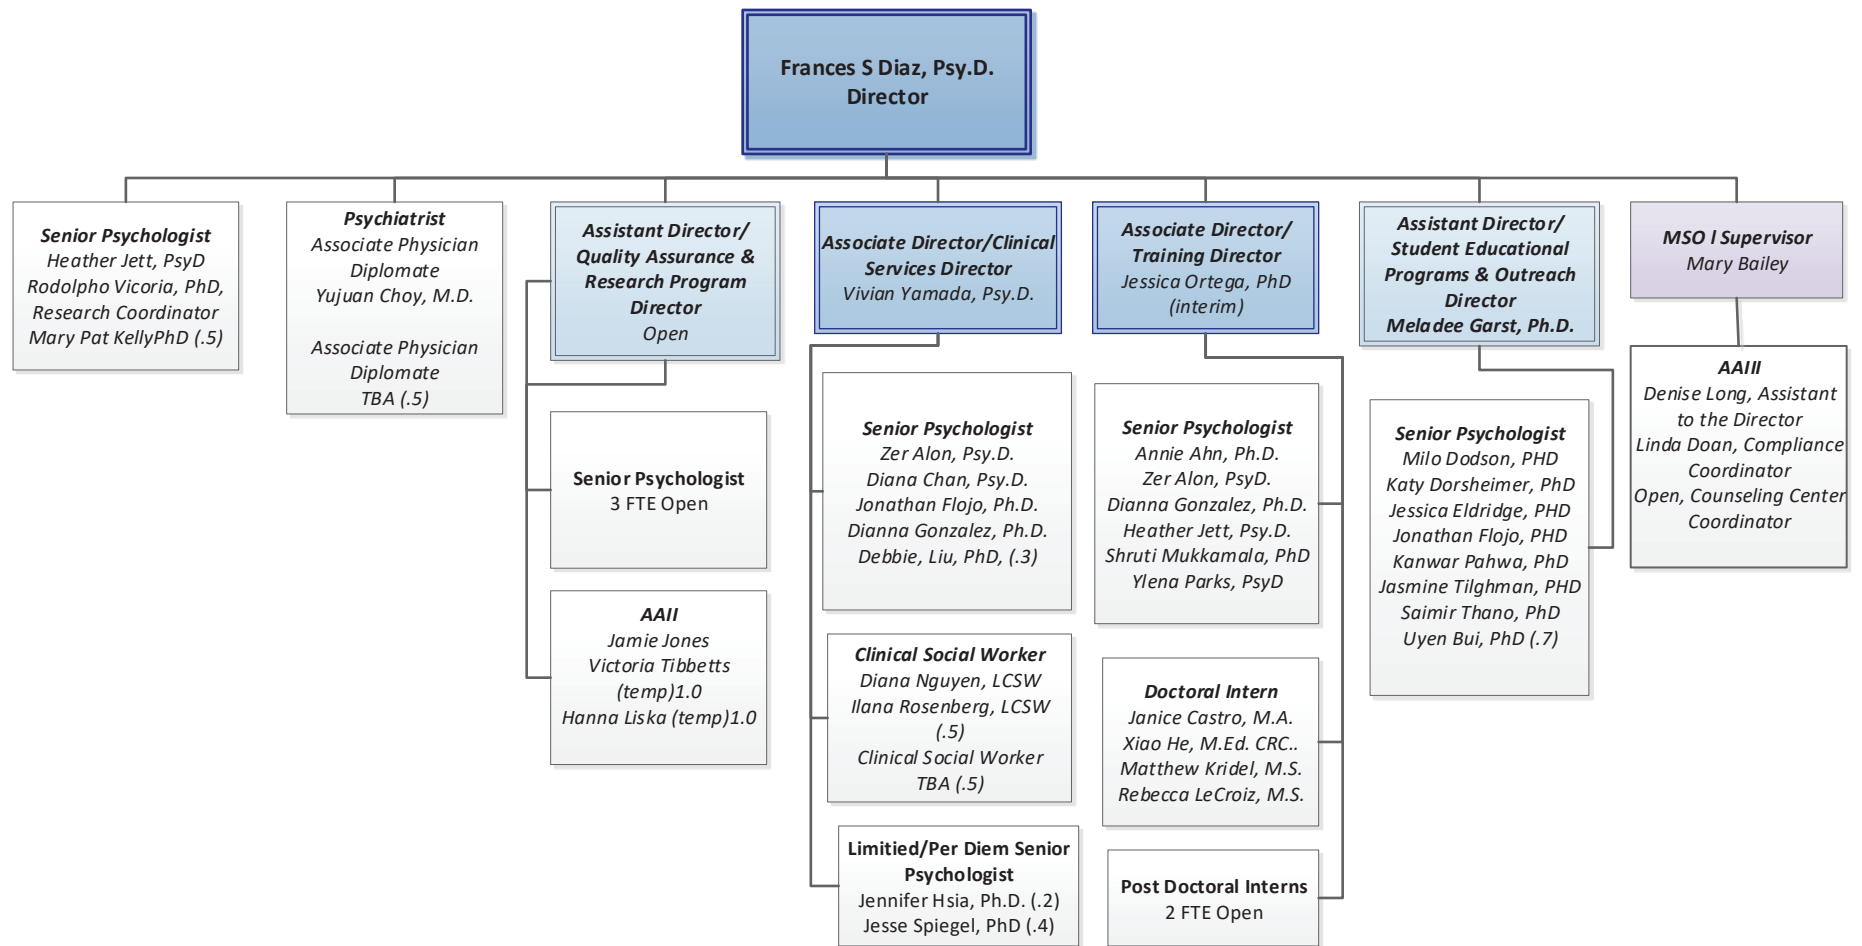 Frances S Diaz, Psy.D.
Director
Senior Psychologist
Heather Jett, PsyD
Rodolpho Vicoria, PhD,
Research Coordinator
Mary Pat KellyPhD (.5)
Psychiatrist
Associate Physician
Diplomate
Yujuan Choy, M.D.
Associate Physician
Diplomate
TBA (.5)
Assistant Director/
Quality Assurance &
Research Program
Director
Open
Senior Psychologist
3 FTE Open
AAII
Jamie Jones
Victoria Tibbetts
(temp)1.0
Hanna Liska (temp)1.0
Associate Director/Clinical
Services Director
Vivian Yamada, Psy.D.
Senior Psychologist
Zer Alon, Psy.D.
Diana Chan, Psy.D.
Jonathan Flojo, Ph.D.
Dianna Gonzalez, Ph.D.
Debbie, Liu, PhD, (.3)
Clinical Social Worker
Diana Nguyen, LCSW
Ilana Rosenberg, LCSW
(.5)
Clinical Social Worker
TBA (.5)
Limitied/Per Diem Senior
Psychologist
Jennifer Hsia, Ph.D. (.2)
Jesse Spiegel, PhD (.4)
Associate Director/
Training Director
Jessica Ortega, PhD
(interim)
Senior Psychologist
Annie Ahn, Ph.D.
Zer Alon, PsyD.
Dianna Gonzalez, Ph.D.
Heather Jett, Psy.D.
Shruti Mukkamala, PhD
Ylena Parks, PsyD
Doctoral Intern
Janice Castro, M.A.
Xiao He, M.Ed. CRC..
Matthew Kridel, M.S.
Rebecca LeCroiz, M.S.
Post Doctoral Interns
2 FTE Open
Assistant Director/
Student Educational
Programs & Outreach
Director
Meladee Garst, Ph.D.
Senior Psychologist
Milo Dodson, PHD
Katy Dorsheimer, PhD
Jessica Eldridge, PHD
Jonathan Flojo, PHD
Kanwar Pahwa, PhD
Jasmine Tilghman, PHD
Saimir Thano, PhD
Uyen Bui, PhD (.7)
MSO l Supervisor
Mary Bailey
AAIII
Denise Long, Assistant
to the Director
Linda Doan, Compliance
Coordinator
Open, Counseling Center
Coordinator